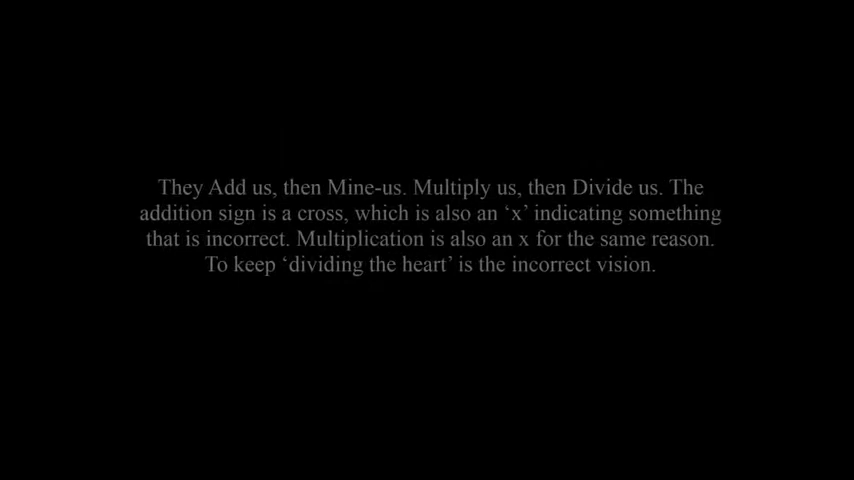 They Add us, then Mine-us. Multiply us, then Divide us. The
addition sign is a cross, which is also an ‘x’ indicating something
that is incorrect. Multiplication is also an x for the same reason.
To keep ‘dividing the heart’ is the incorrect vision.